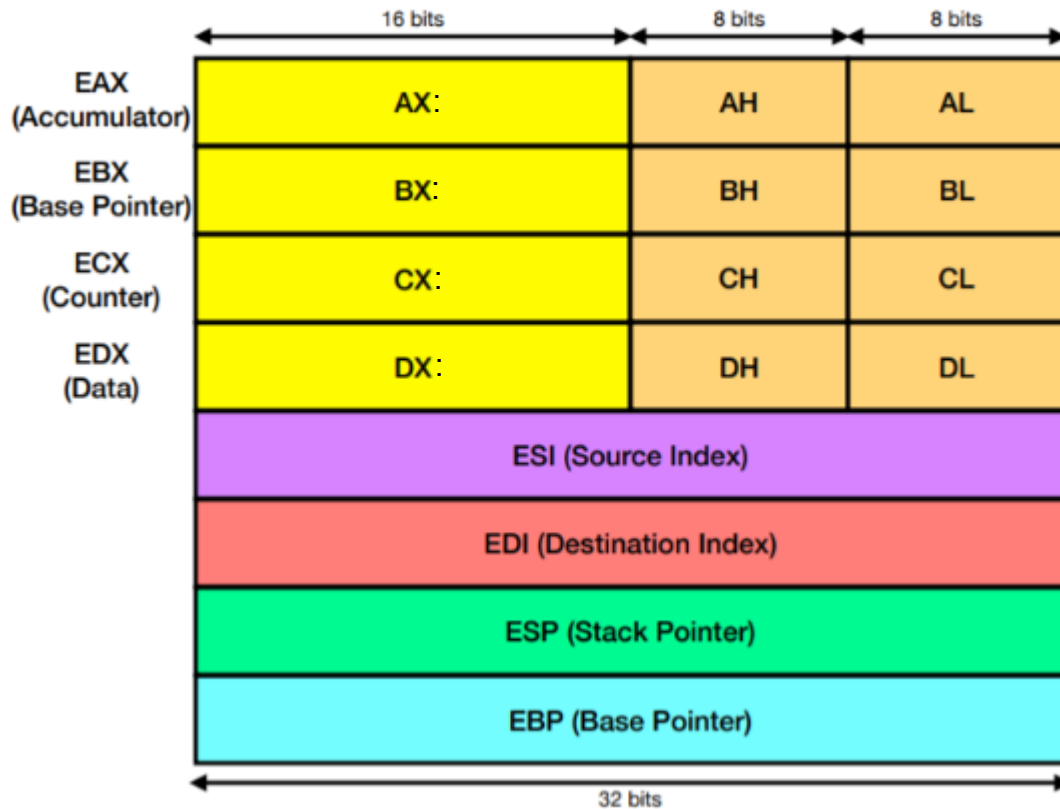 16 bits 8 bits 8 bits
EAX
(Accumulator)
AX: AH AL
EBX
(Base Pointer)
BX: BH BL
ECX
(Counter)
CX: CH CL
EDX
(Data)
DX: DH DL
ESI (Source Index)
EDI (Destination Index)
ESP (Stack Pointer)
EBP (Base Pointer)
32 bits